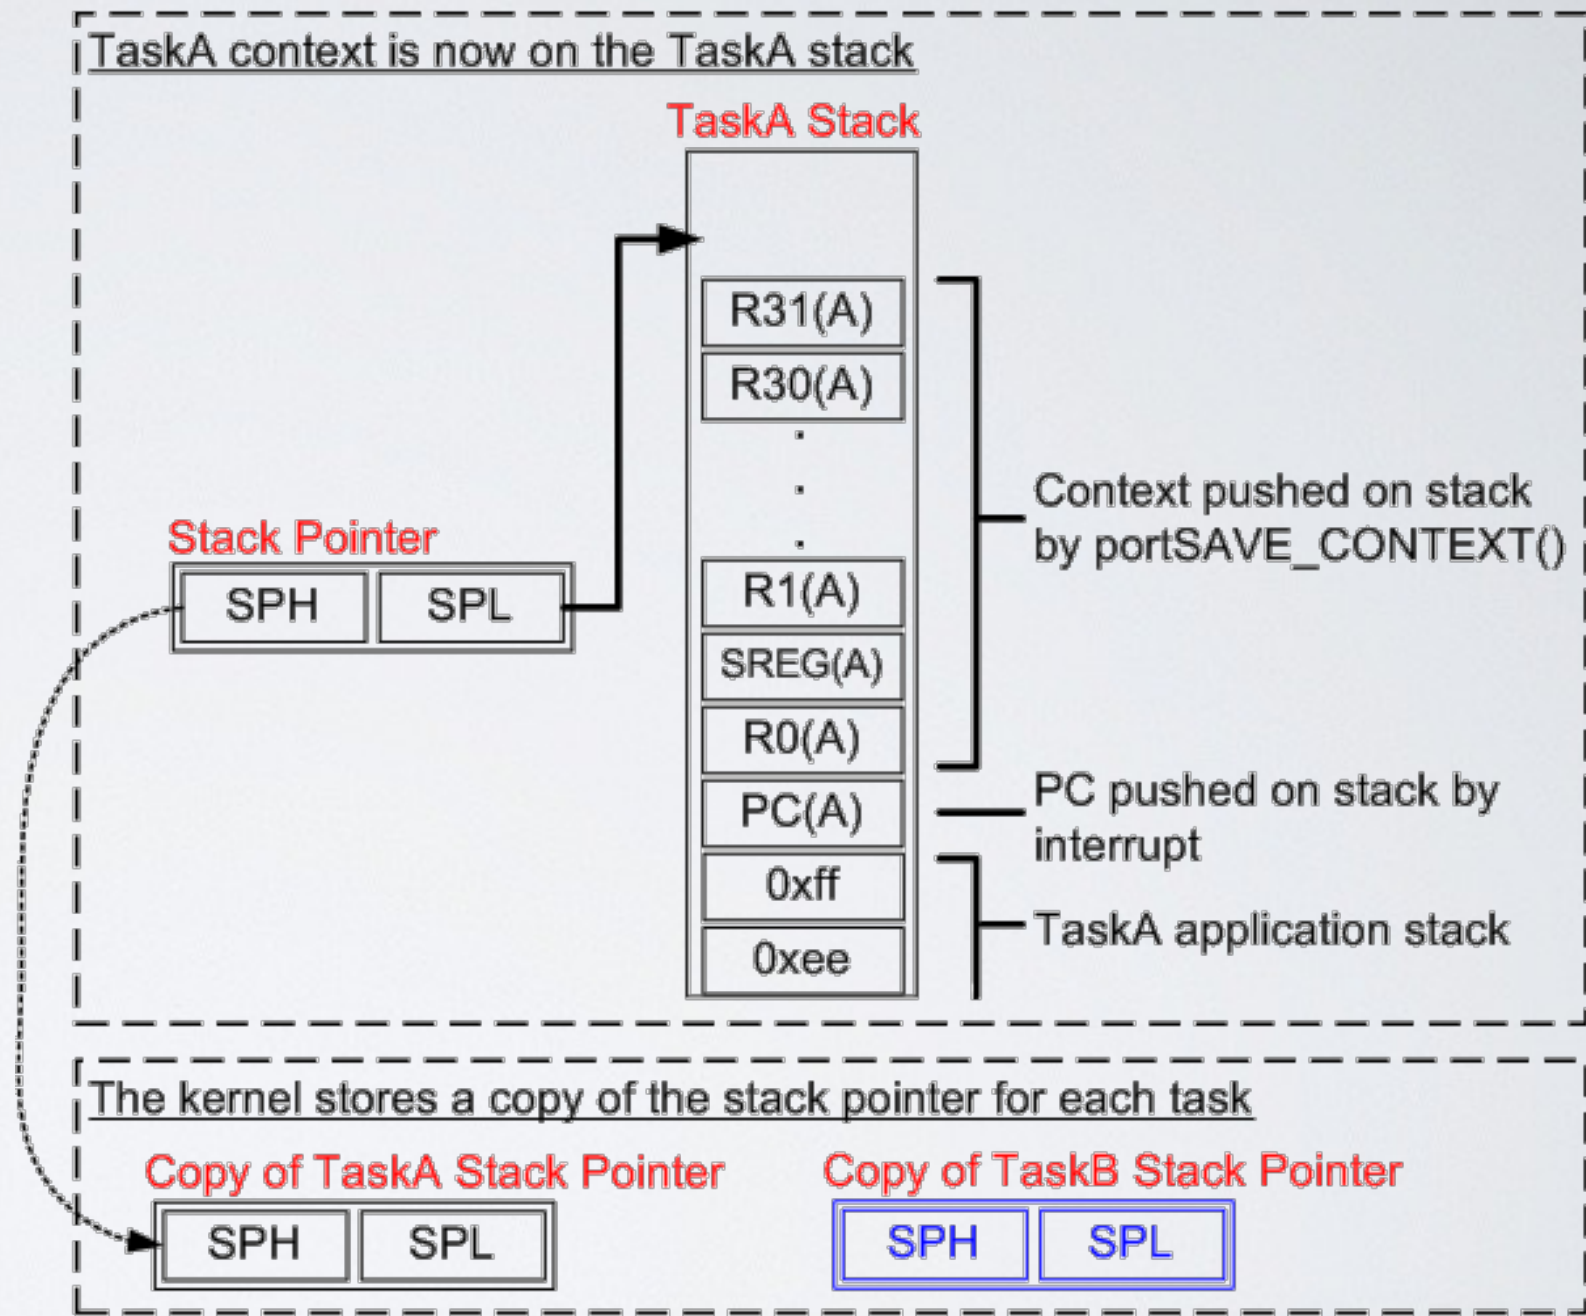 TaskA context is now on the TaskA stack
TaskA Stack
R31(A)
R30(A)
.
.
.
Context pushed on stack
by portSAVE_CONTEXT()
Stack Pointer
SPH SPL
R1(A)
SREG(A)
R0(A)
PC(A)
PC pushed on stack by
interrupt
0xff
0xee
TaskA application stack
The kernel stores a copy of the stack pointer for each task
Copy of TaskA Stack Pointer
SPH SPL
Copy of TaskB Stack Pointer
SPH SPL